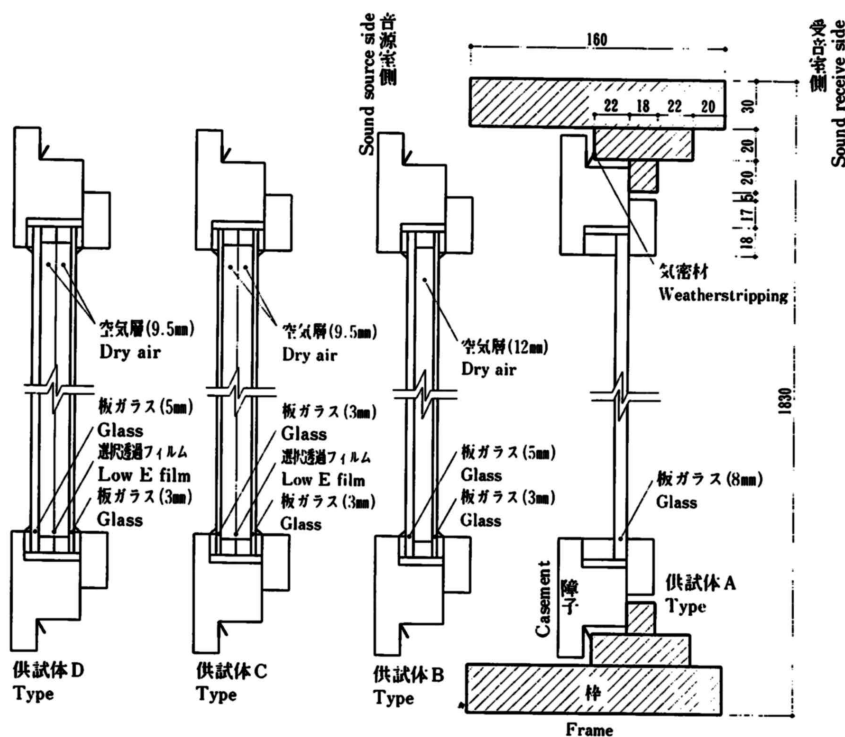 音源室側
Sound source side
160
受音室側
Sound receive side
22
18
22
20
30
20
20
5
17
18
1830
気密材
Weatherstripping
空気層(9.5㎜)
Dry air
空気層(9.5㎜)
Dry air
空気層(12㎜)
Dry air
板ガラス(5㎜)
Glass
選択透過フィルム
Low E film
板ガラス(3㎜)
Glass
板ガラス(3㎜)
Glass
選択透過フィルム
Low E film
板ガラス(3㎜)
Glass
板ガラス(5㎜)
Glass
板ガラス(3㎜)
Glass
板ガラス(8㎜)
Glass
Casement
障子
供試体A
Type
供試体D
Type
供試体C
Type
供試体B
Type
枠
Frame